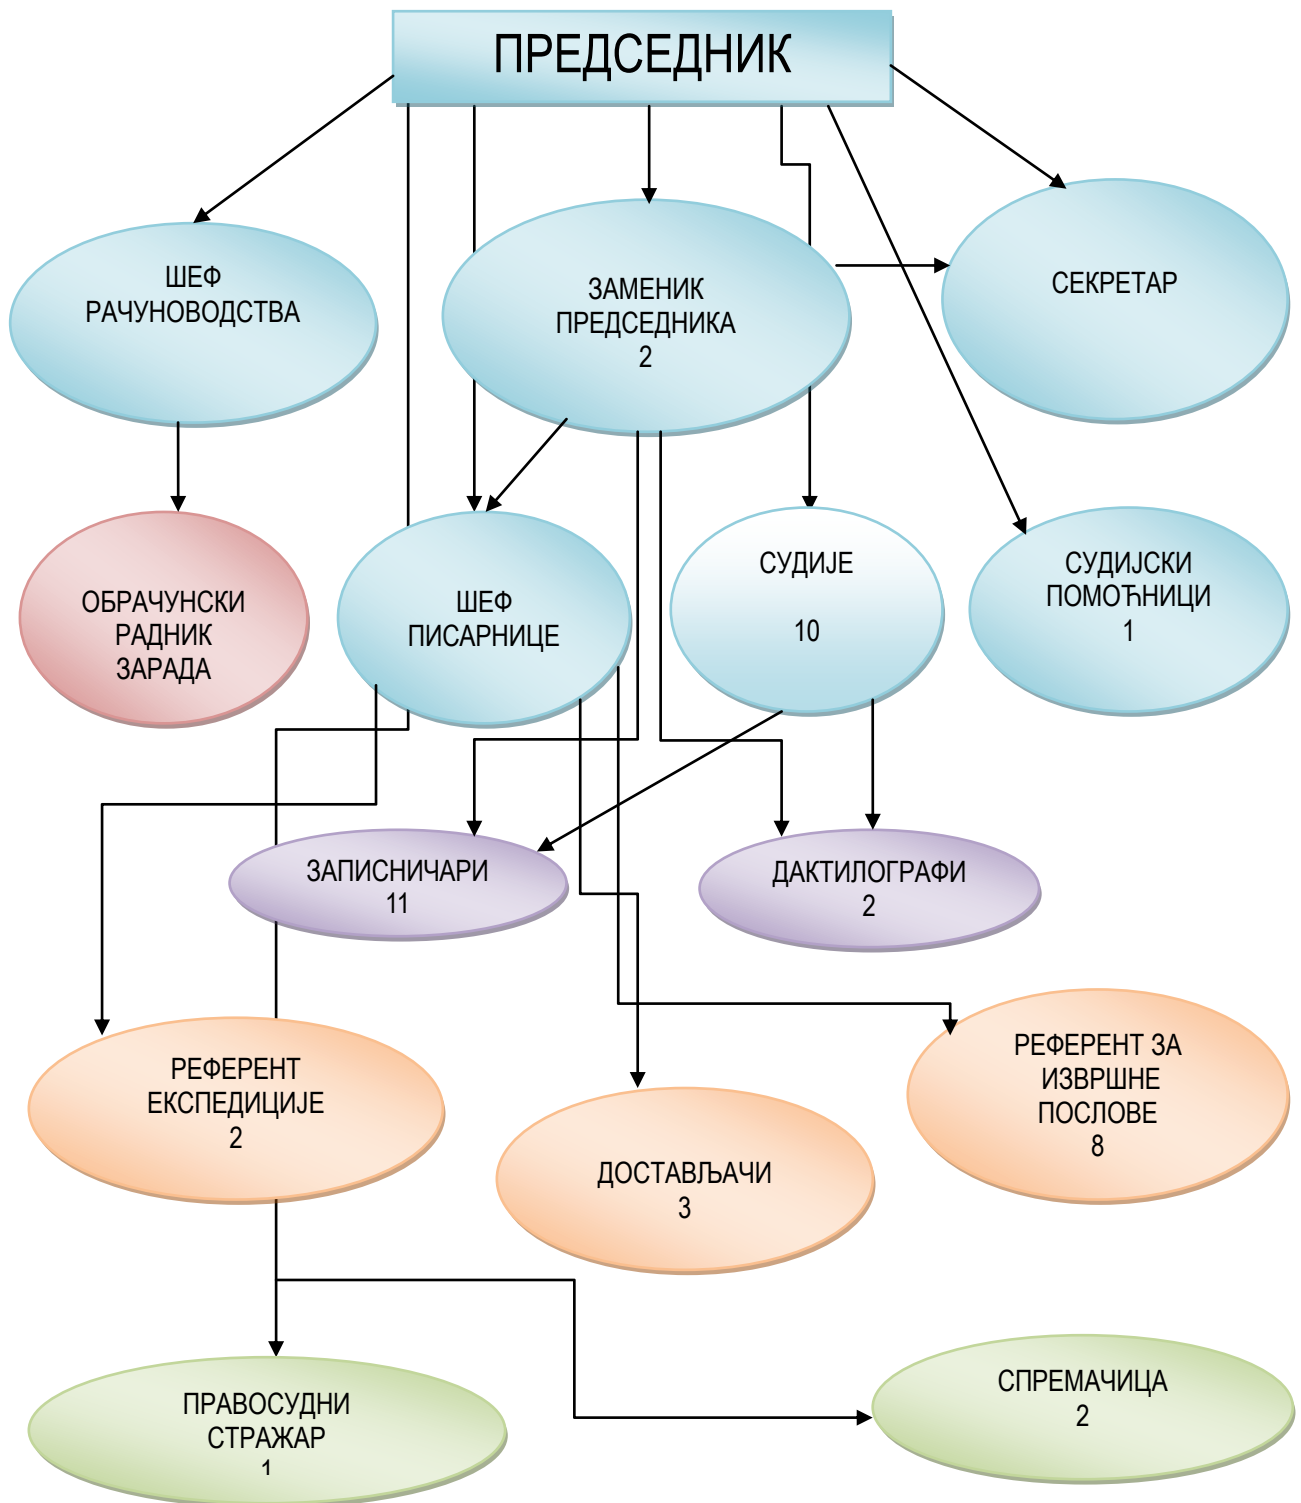 ПРЕДСЕДНИК
ШЕФ
РАЧУНОВОДСТВА
ЗАМЕНИК
ПРЕДСЕДНИКА
2
СЕКРЕТАР
ОБРАЧУНСКИ
РАДНИК
ЗАРАДА
ШЕФ
ПИСАРНИЦЕ
СУДИЈЕ
10
СУДИЈСКИ
ПОМОЋНИЦИ
1
ЗАПИСНИЧАРИ
11
ДАКТИЛОГРАФИ
2
РЕФЕРЕНТ
ЕКСПЕДИЦИЈЕ
2
ДОСТАВЉАЧИ
3
РЕФЕРЕНТ ЗА
ИЗВРШНЕ
ПОСЛОВЕ
8
ПРАВОСУДНИ
СТРАЖАР
1
СПРЕМАЧИЦА
2